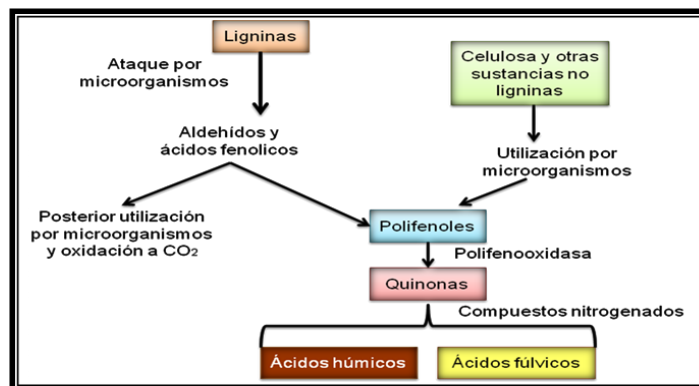 Ligninas
Ataque por
microorganismos
Celulosa y otras
sustancias no
ligninas
Aldehídos y
ácidos fenolicos
Utilización por
microorganismos
Posterior utilización
por microorganismos
y oxidación a CO₂
Polifenoles
Polifenooxidasa
Quinonas
Compuestos nitrogenados
Ácidos húmicos
Ácidos fúlvicos